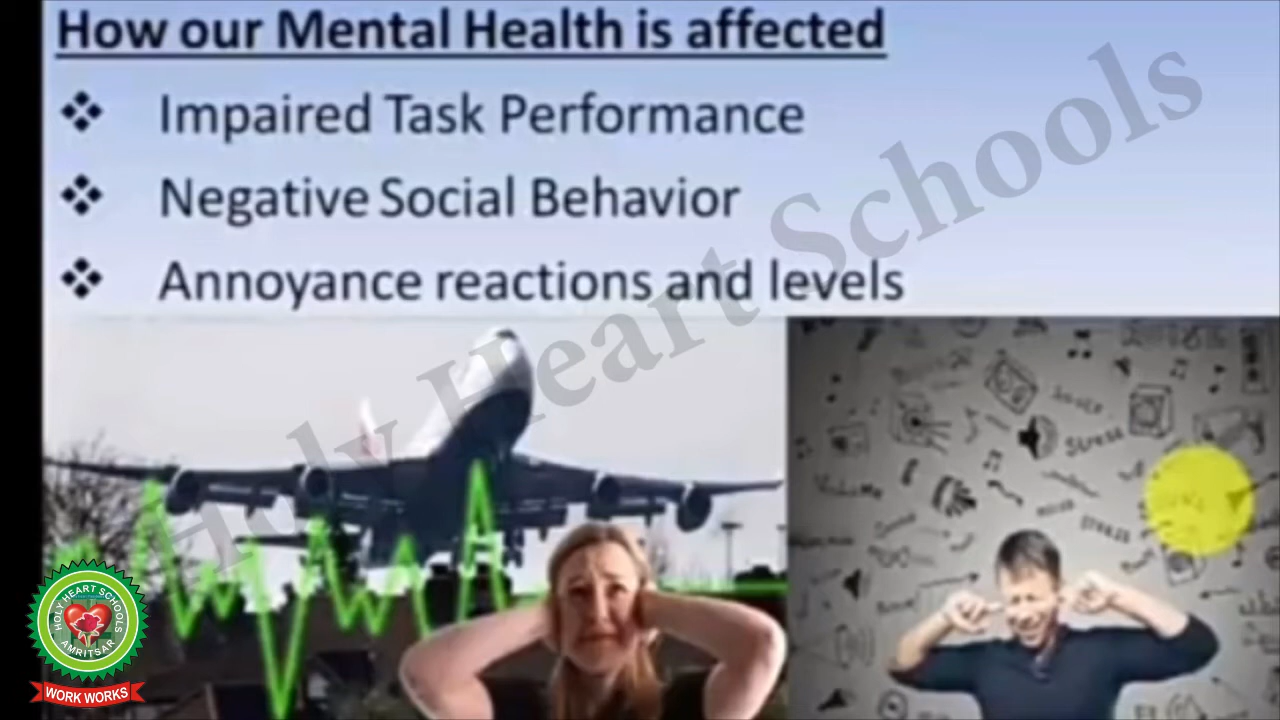 How our Mental Health is affected
❖ Impaired Task Performance
❖ Negative Social Behavior
❖ Annoyance reactions and levels
Holy Heart Schools
Stress
HOLY HEART SCHOOLS
AMRITSAR
WORK WORKS